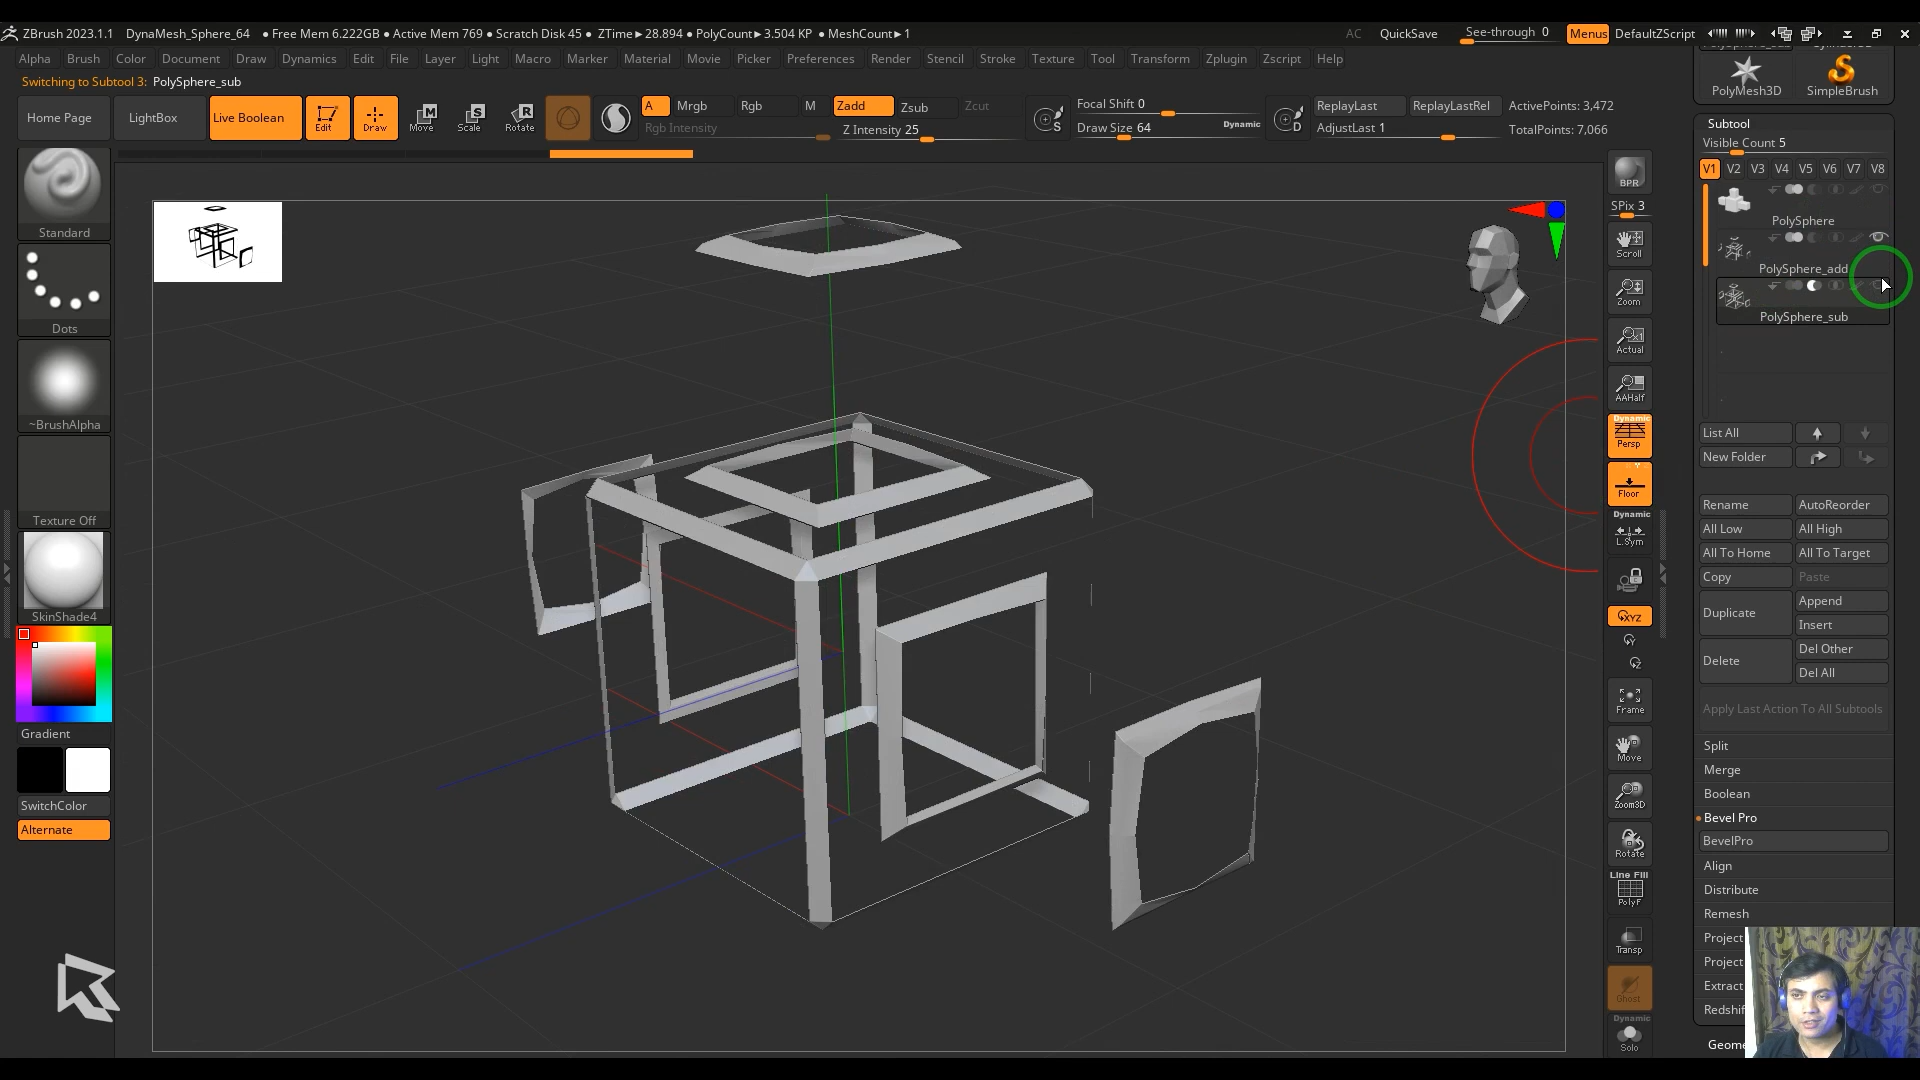 ZBrush 2023.1.1 DynaMesh_Sphere_64 ● Free Mem 6.222GB ● Active Mem 769 ● Scratch Disk 45 ● ZTime►28.894 ● PolyCount►3.504 KP ● MeshCount►1 AC QuickSave See-through 0 Menus DefaultZScript
Alpha Brush Color Document Draw Dynamics Edit File Layer Light Macro Marker Material Movie Picker Preferences Render Stencil Stroke Texture Tool Transform Zplugin Zscript Help
Switching to Subtool 3: PolySphere_sub
Home Page LightBox Live Boolean Edit Draw Move Scale Rotate
A Mrgb Rgb M Zadd Zsub Zcut
Rgb Intensity Z Intensity 25
Focal Shift 0
Draw Size 64 Dynamic
S
D
ReplayLast ReplayLastRel ActivePoints: 3,472
AdjustLast 1 TotalPoints: 7,066
Standard
Dots
~BrushAlpha
Texture Off
SkinShade4
Gradient
SwitchColor
Alternate
BPR
SPix 3
Scroll
Zoom
Actual
AAHalf
Dynamic
Persp
Floor
Dynamic
L.Sym
XYZ
Frame
Move
Zoom3D
Rotate
Line Fill
PolyF
Transp
Ghost
Dynamic
Solo
PolyMesh3D SimpleBrush
Subtool
Visible Count 5
V1 V2 V3 V4 V5 V6 V7 V8
PolySphere
PolySphere_add
PolySphere_sub
List All
New Folder
Rename AutoReorder
All Low All High
All To Home All To Target
Copy Paste
Duplicate Append
Insert
Delete Del Other
Del All
Apply Last Action To All Subtools
Split
Merge
Boolean
Bevel Pro
BevelPro
Align
Distribute
Remesh
Project
Project
Extract
Redshif
Geome